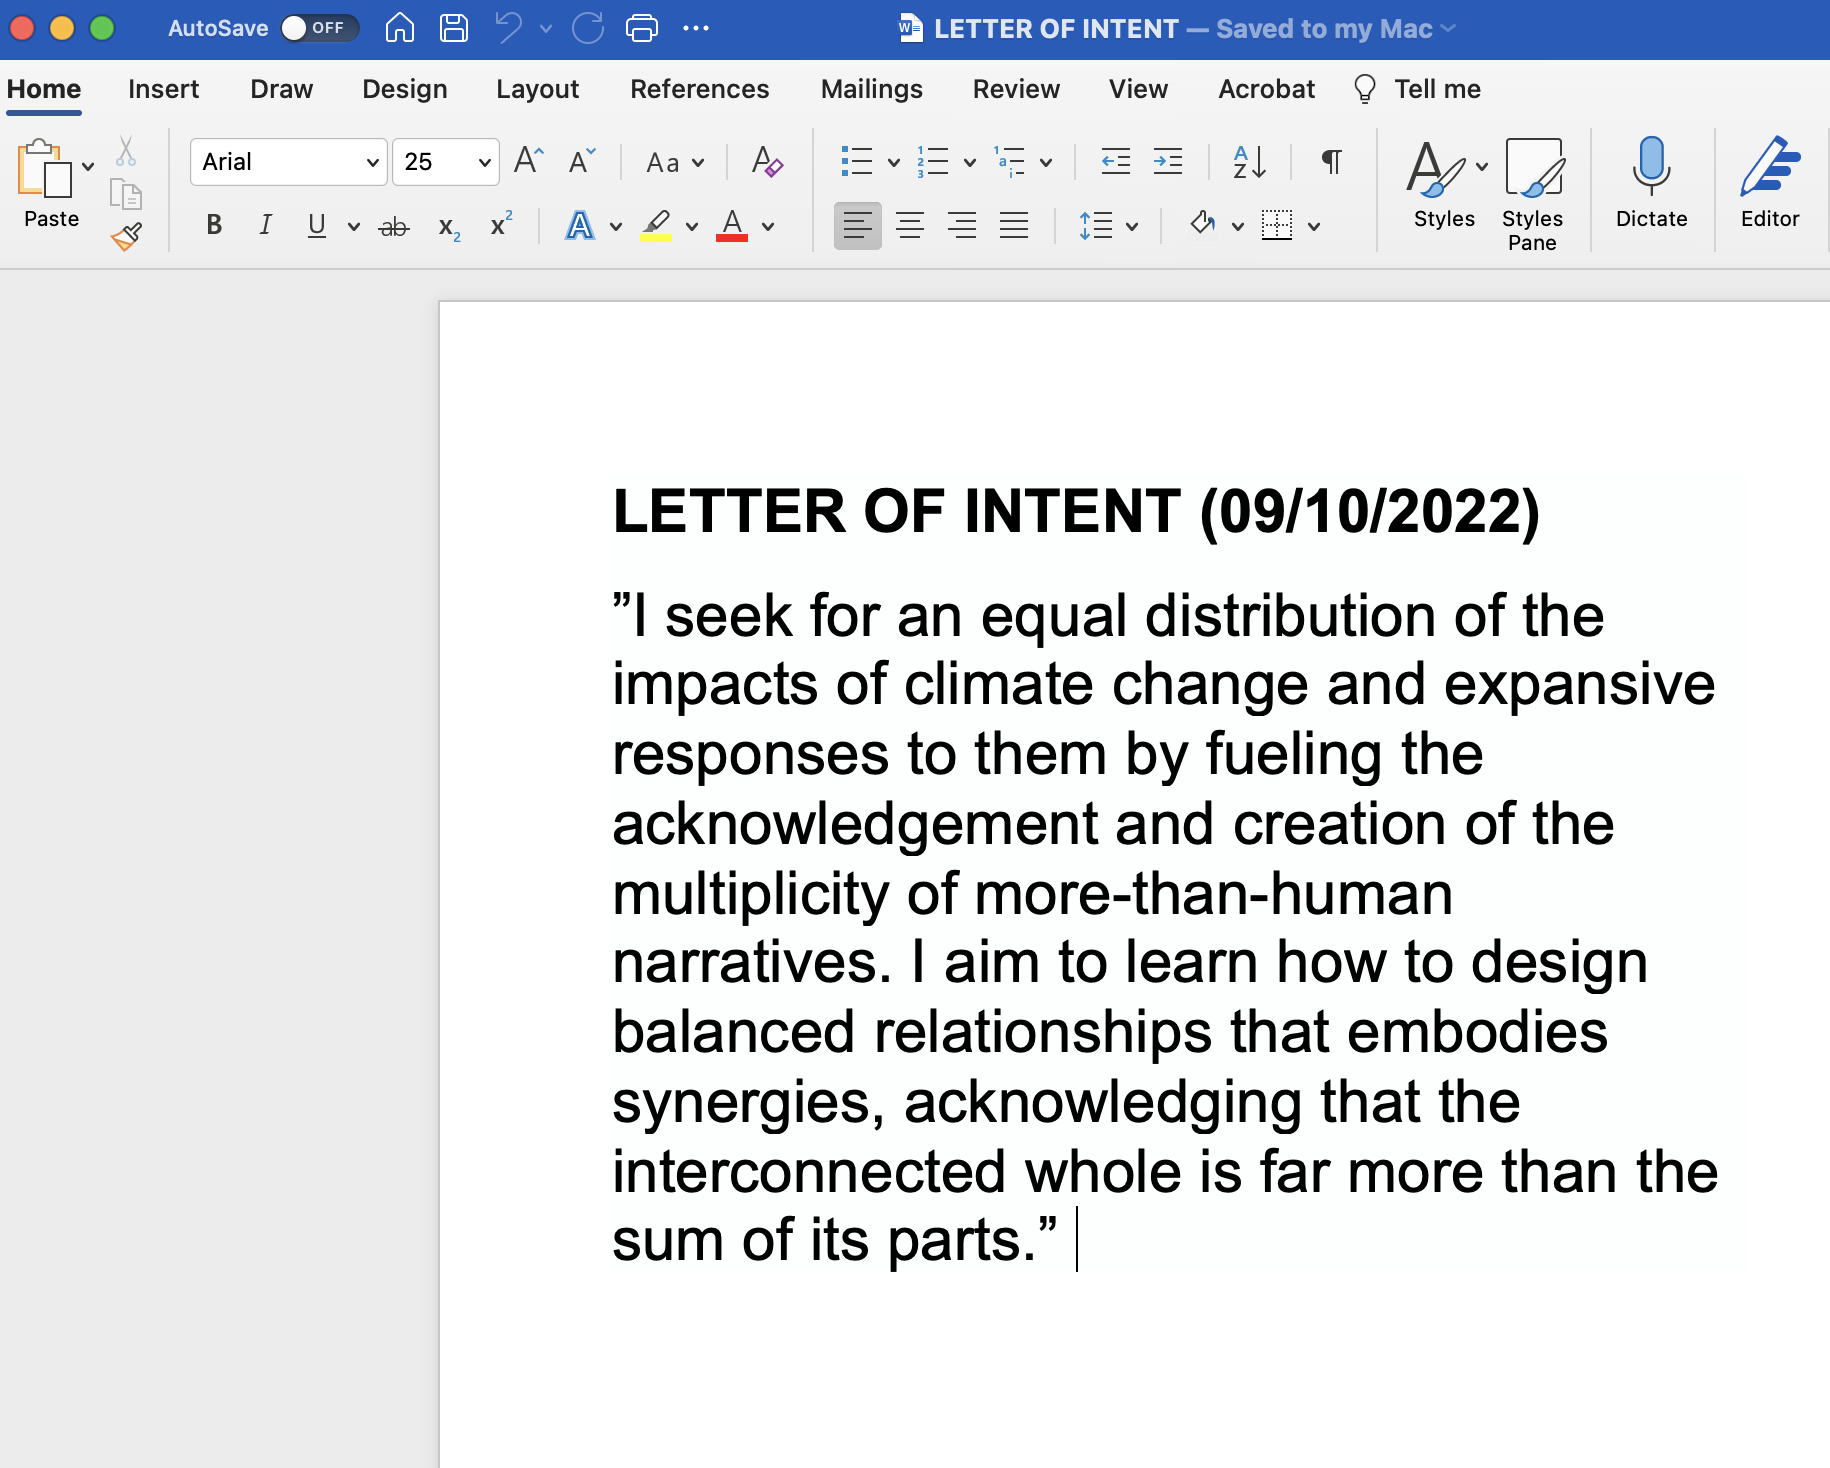 AutoSave OFF LETTER OF INTENT — Saved to my Mac
Home Insert Draw Design Layout References Mailings Review View Acrobat Tell me
Paste
Arial 25
Styles
Styles Pane
Dictate
Editor
LETTER OF INTENT (09/10/2022)
”I seek for an equal distribution of the
impacts of climate change and expansive
responses to them by fueling the
acknowledgement and creation of the
multiplicity of more-than-human
narratives. I aim to learn how to design
balanced relationships that embodies
synergies, acknowledging that the
interconnected whole is far more than the
sum of its parts.”